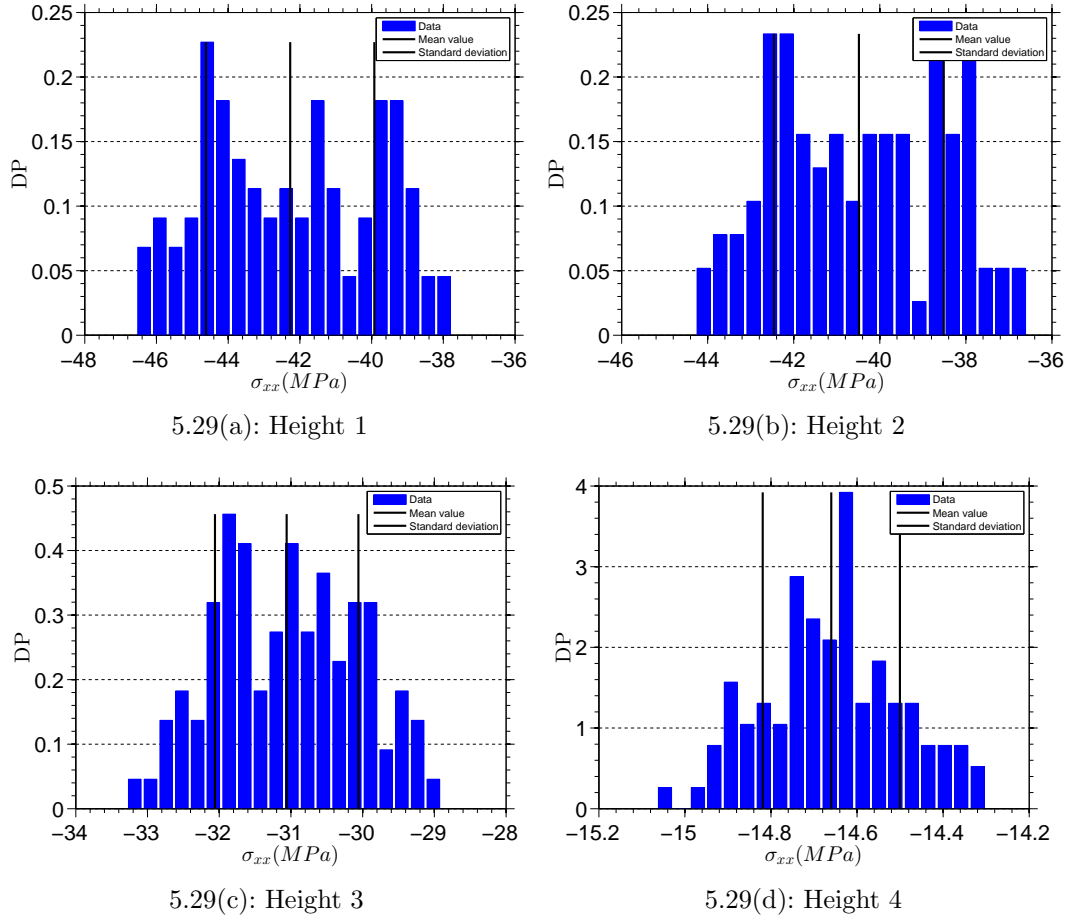 0.25
0.2
0.15
0.1
0.05
0
DP
Data
Mean value
Standard deviation
−48 −46 −44 −42 −40 −38 −36
σxx(MPa)
5.29(a): Height 1
0.25
0.2
0.15
0.1
0.05
0
DP
Data
Mean value
Standard deviation
−46 −44 −42 −40 −38 −36
σxx(MPa)
5.29(b): Height 2
0.5
0.4
0.3
0.2
0.1
0
DP
Data
Mean value
Standard deviation
−34 −33 −32 −31 −30 −29 −28
σxx(MPa)
5.29(c): Height 3
4
3
2
1
0
DP
Data
Mean value
Standard deviation
−15.2 −15 −14.8 −14.6 −14.4 −14.2
σxx(MPa)
5.29(d): Height 4